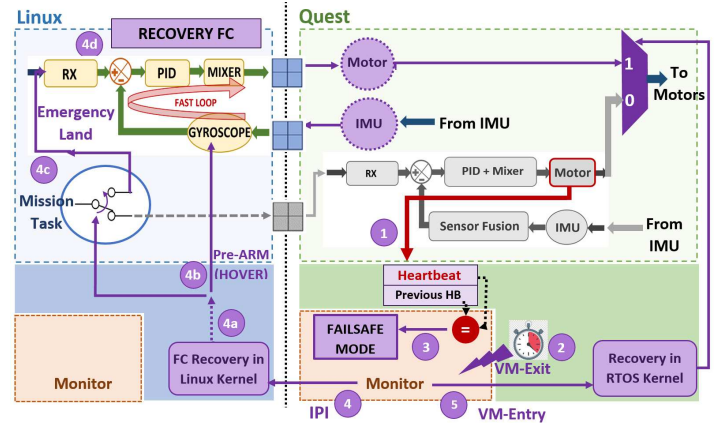 Linux
Quest
RECOVERY FC
4d
RX
+
-
PID
MIXER
FAST LOOP
GYROSCOPE
Emergency
Land
4c
Mission
Task
Motor
IMU
From IMU
1
0
To
Motors
RX
+
-
PID + Mixer
Motor
Sensor Fusion
IMU
From
IMU
1
Pre-ARM
(HOVER)
4b
4a
Heartbeat
Previous HB
=
FAILSAFE
MODE
3
2
VM-Exit
FC Recovery in
Linux Kernel
Monitor
Monitor
Recovery in
RTOS Kernel
IPI
4
5
VM-Entry